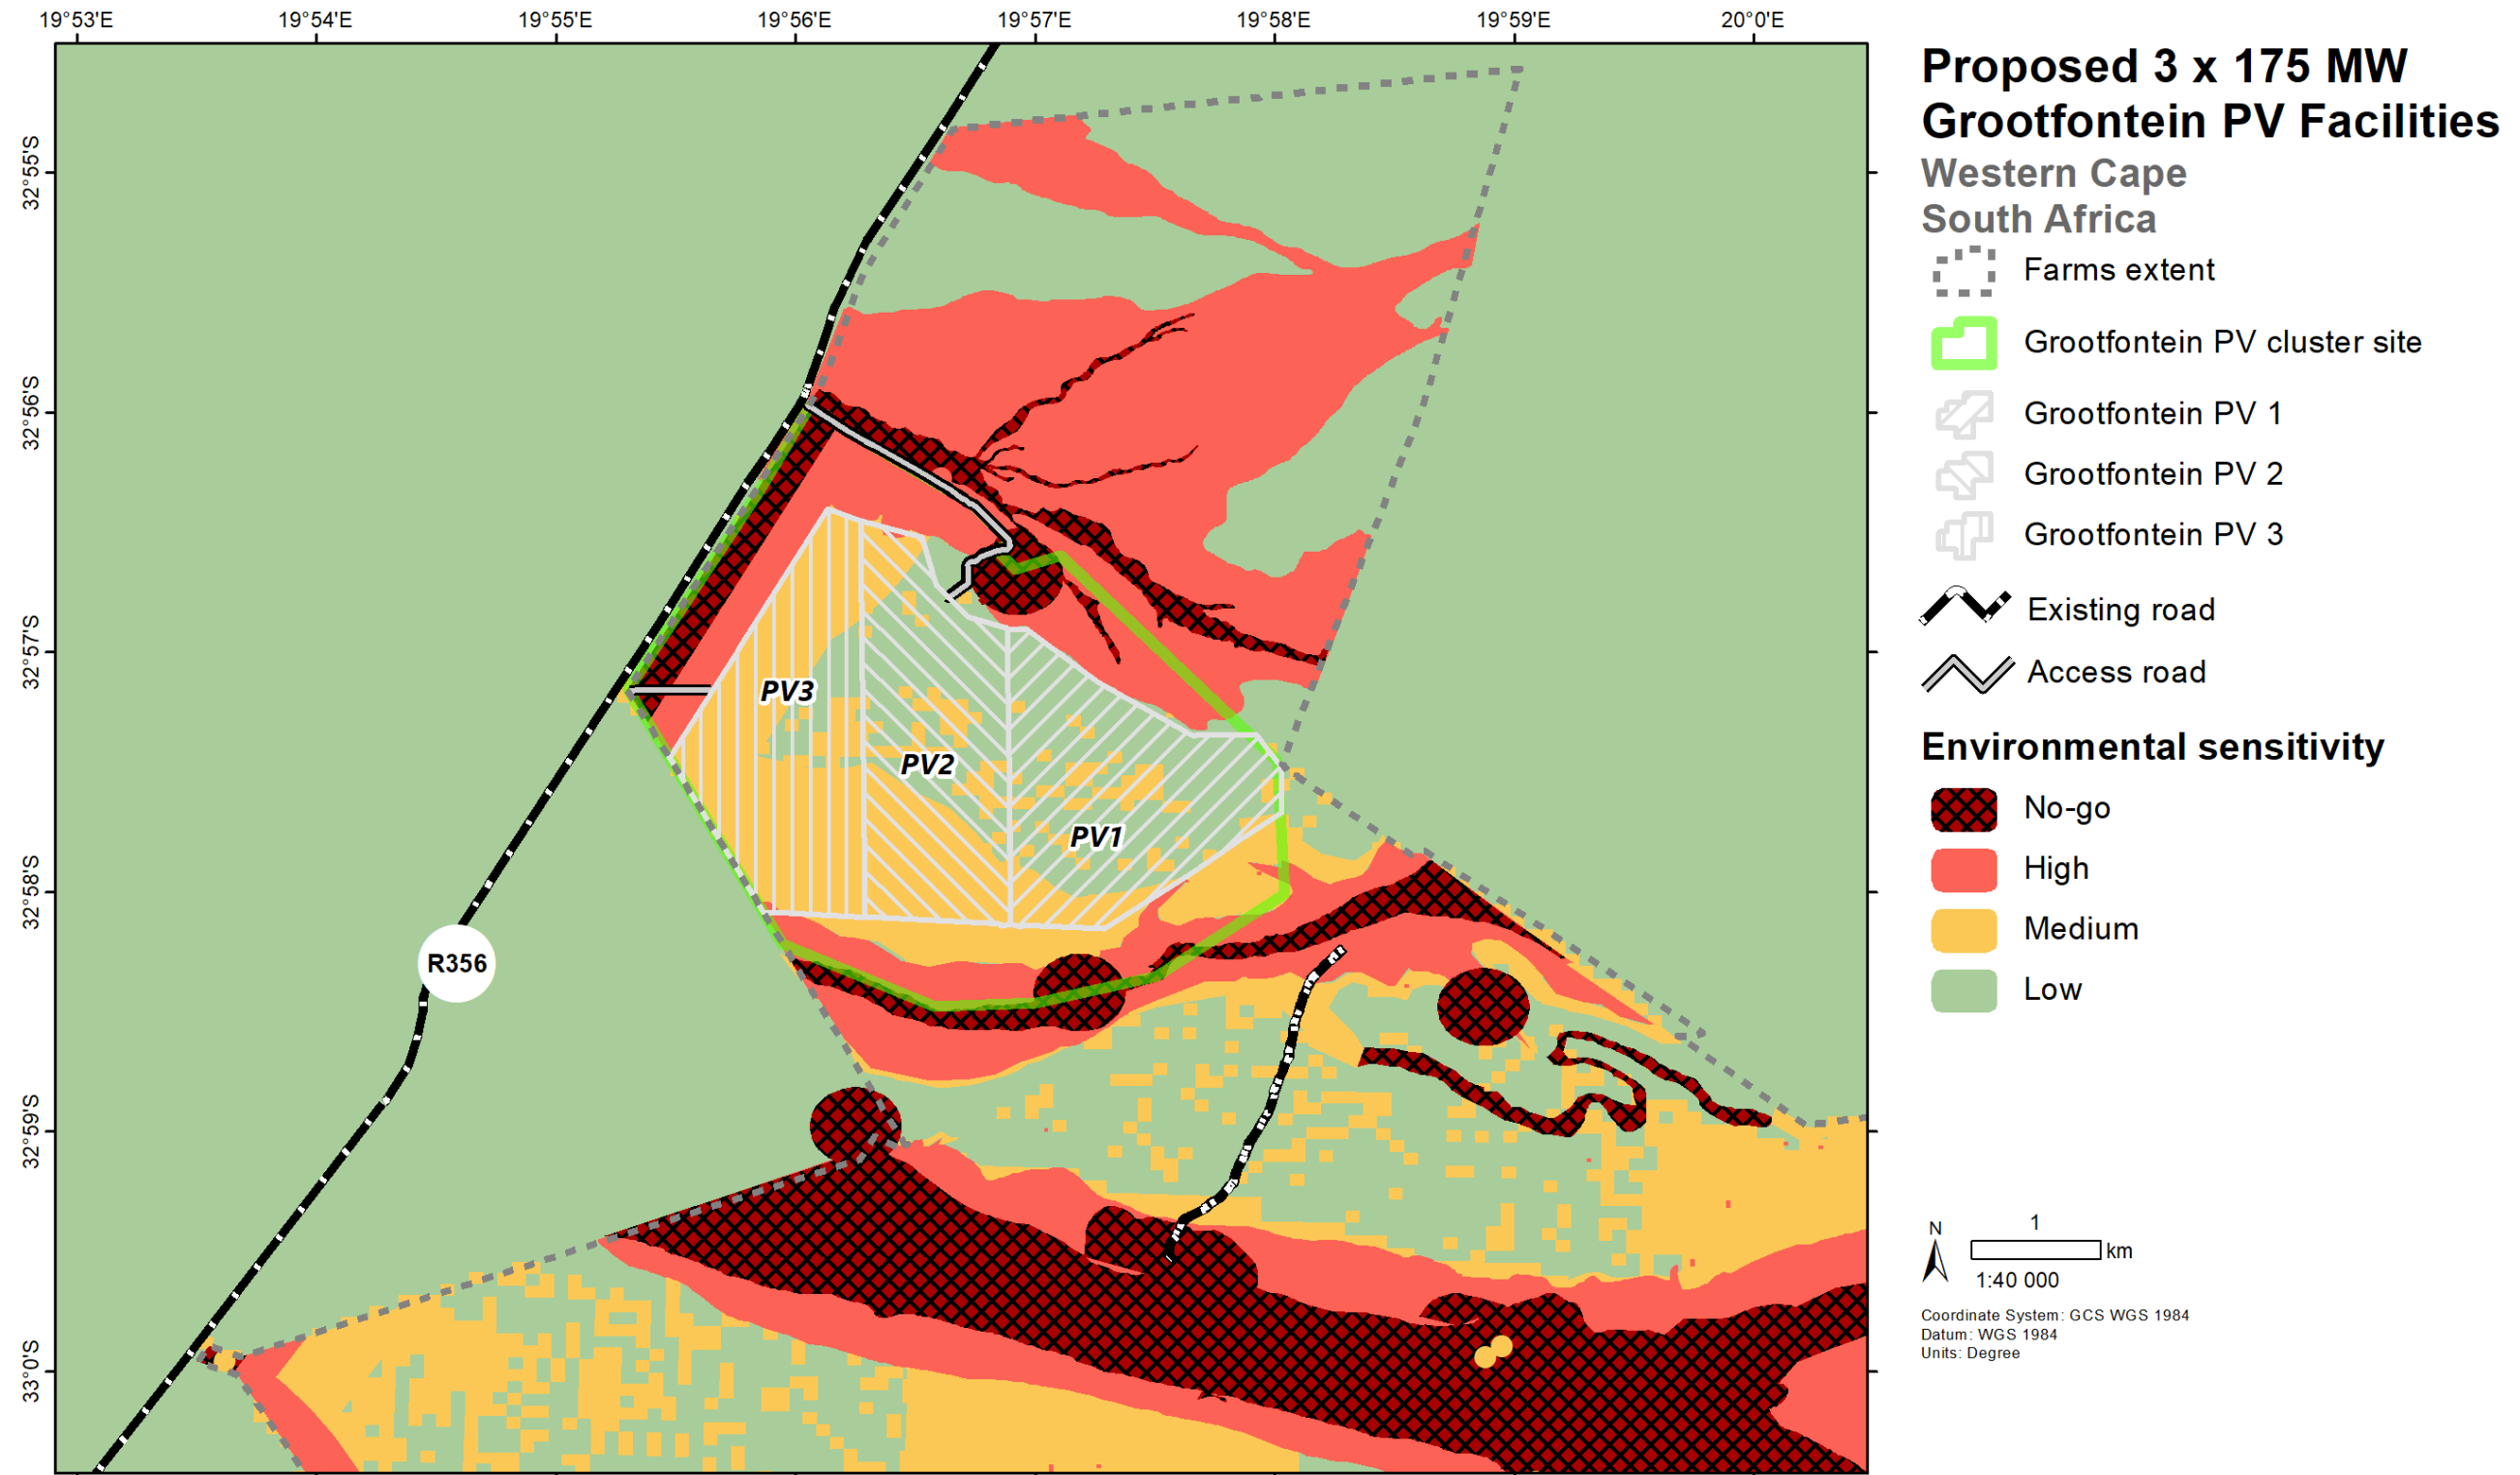 19°53'E 19°54'E 19°55'E 19°56'E 19°57'E 19°58'E 19°59'E 20°0'E
32°55'S
32°56'S
32°57'S
32°58'S
32°59'S
33°0'S
PV3
PV2
PV1
R356
Proposed 3 x 175 MW
Grootfontein PV Facilities
Western Cape
South Africa
Farms extent
Grootfontein PV cluster site
Grootfontein PV 1
Grootfontein PV 2
Grootfontein PV 3
Existing road
Access road
Environmental sensitivity
No-go
High
Medium
Low
N
1
km
1:40 000
Coordinate System: GCS WGS 1984
Datum: WGS 1984
Units: Degree